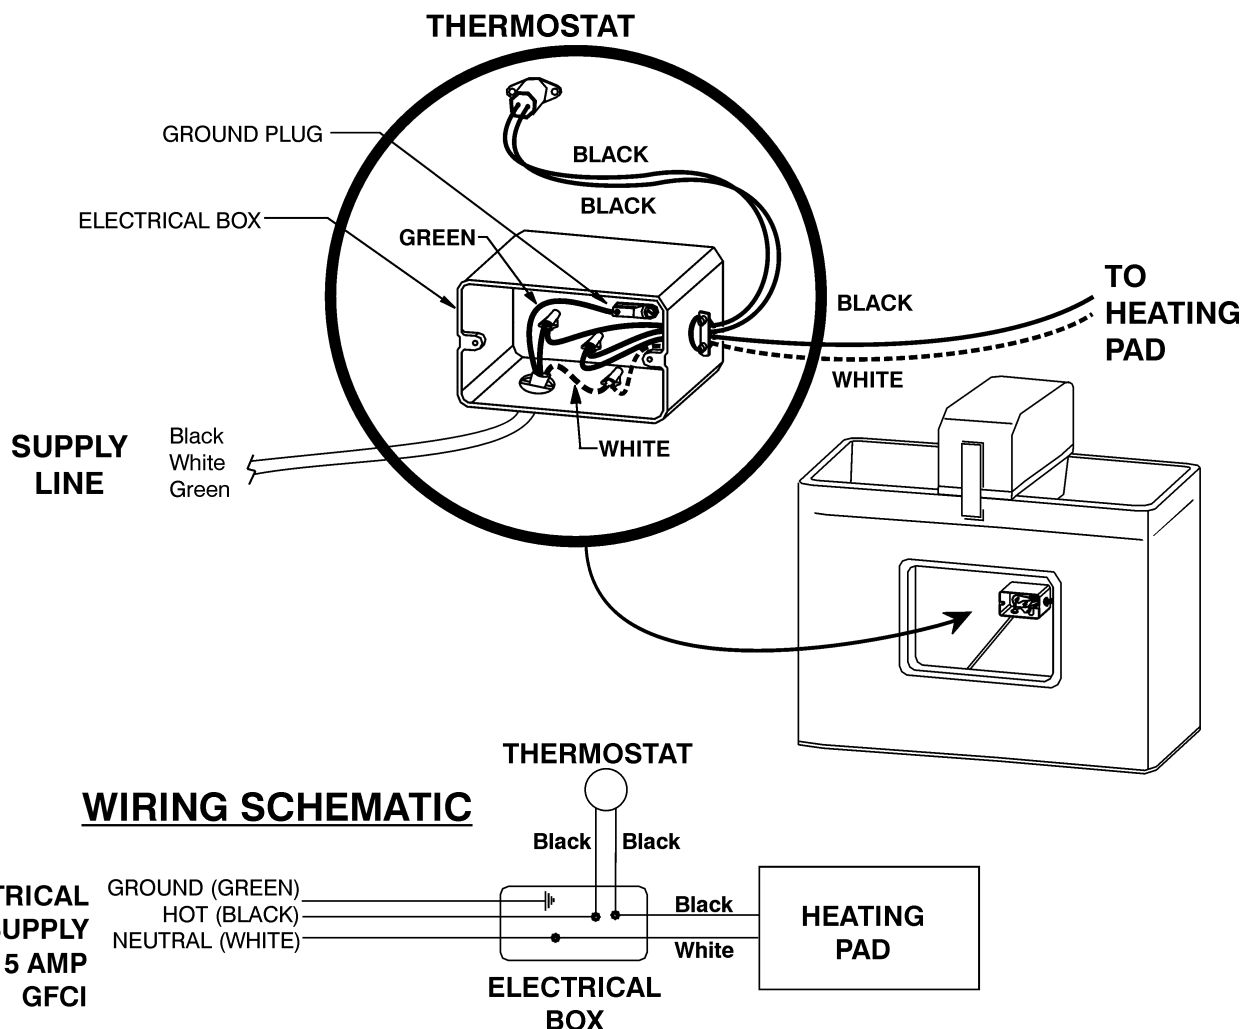 THERMOSTAT
GROUND PLUG
BLACK
ELECTRICAL BOX
BLACK
GREEN
BLACK
TO
HEATING
PAD
WHITE
SUPPLY
LINE
Black
White
Green
WHITE
THERMOSTAT
WIRING SCHEMATIC
Black Black
TRICAL
UPPLY
5 AMP
GFCI
GROUND (GREEN)
HOT (BLACK)
NEUTRAL (WHITE)
Black
White
HEATING
PAD
ELECTRICAL
BOX